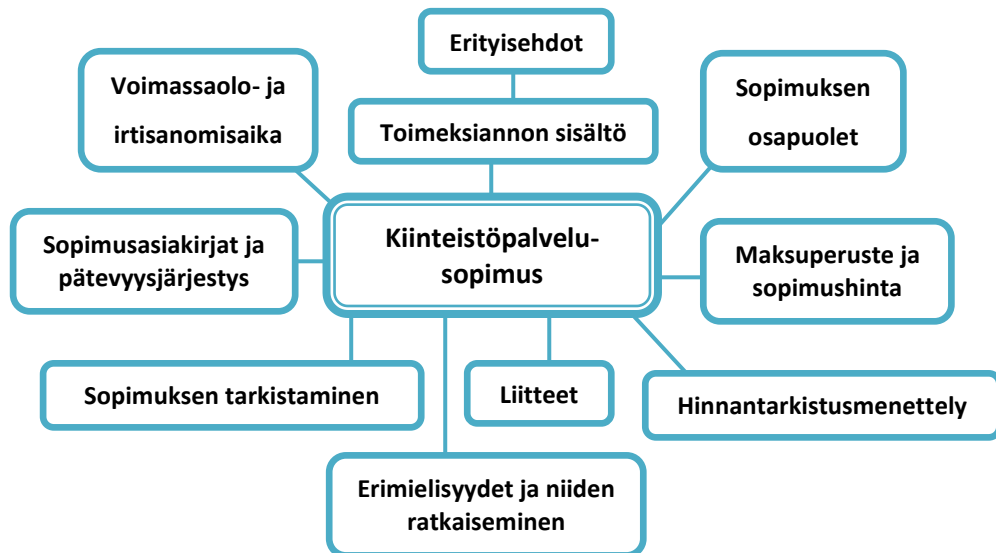 Erityisehdot
Voimassaolo- ja
irtisanomisaika
Toimeksiannon sisältö
Sopimuksen
osapuolet
Sopimusasiakirjat ja
pätevyysjärjestys
Kiinteistöpalvelu-
sopimus
Maksuperuste ja
sopimushinta
Sopimuksen tarkistaminen
Liitteet
Hinnantarkistusmenettely
Erimielisyydet ja niiden
ratkaiseminen